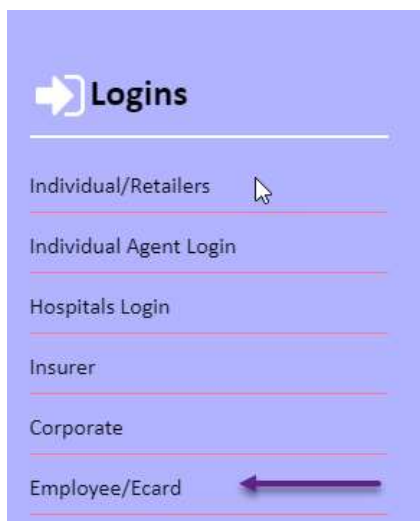 Logins
Individual/Retailers
Individual Agent Login
Hospitals Login
Insurer
Corporate
Employee/Ecard